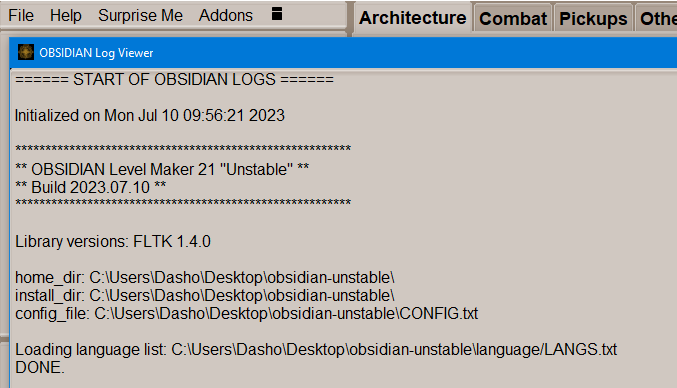 File Help Surprise Me Addons
Architecture Combat Pickups Othe
OBSIDIAN Log Viewer
====== START OF OBSIDIAN LOGS ======
Initialized on Mon Jul 10 09:56:21 2023
*******************************************************
** OBSIDIAN Level Maker 21 "Unstable" **
** Build 2023.07.10 **
*******************************************************
Library versions: FLTK 1.4.0
home_dir: C:\Users\Dasho\Desktop\obsidian-unstable\
install_dir: C:\Users\Dasho\Desktop\obsidian-unstable\
config_file: C:\Users\Dasho\Desktop\obsidian-unstable\CONFIG.txt
Loading language list: C:\Users\Dasho\Desktop\obsidian-unstable\language/LANGS.txt
DONE.